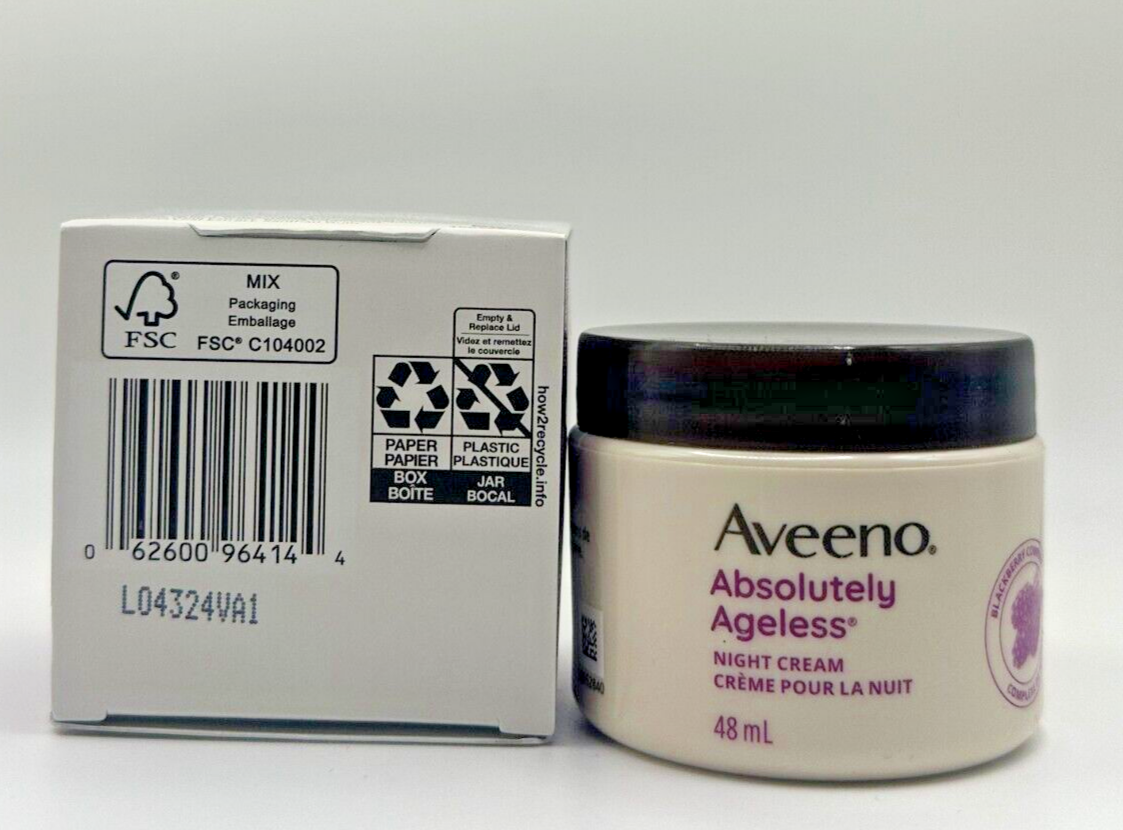 MIX
Packaging
Emballage
FSC® C104002
FSC
Empty &
Replace Lid
Videz et remettez
le couvercle
PAPER
PAPIER
BOX
BOÎTE
PLASTIC
PLASTIQUE
JAR
BOCAL
how2recycle.info
0 62600 96414 4
L04324VA1
Aveeno®
Absolutely
Ageless®
NIGHT CREAM
CRÈME POUR LA NUIT
48 mL
BLACKBERRY